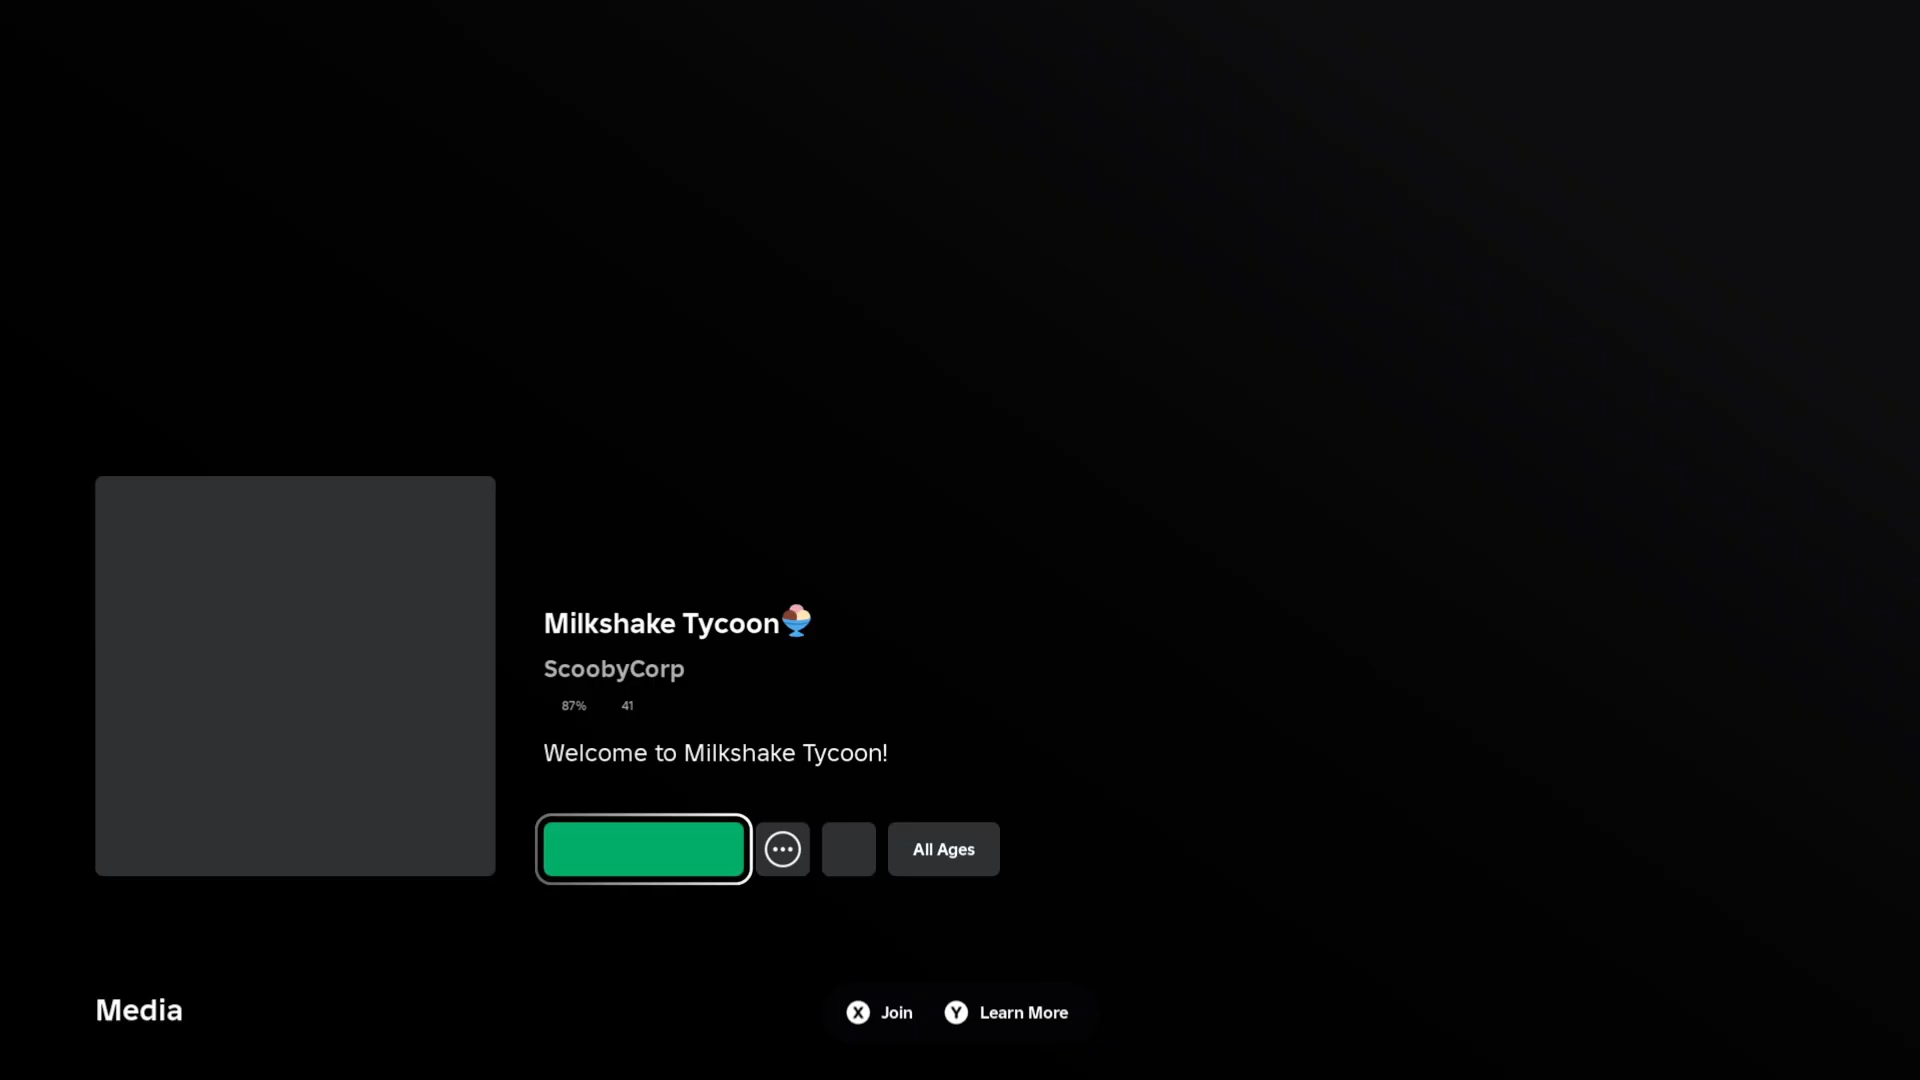 Milkshake Tycoon🍨
ScoobyCorp
87% 41
Welcome to Milkshake Tycoon!
All Ages
Media
X Join Y Learn More